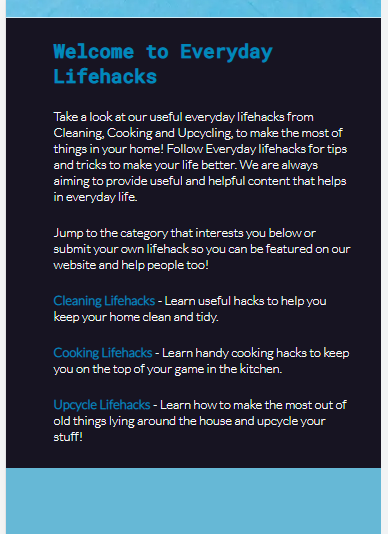 Welcome to Everyday
Lifehacks
Take a look at our useful everyday lifehacks from
Cleaning, Cooking and Upcycling, to make the most of
things in your home! Follow Everyday lifehacks for tips
and tricks to make your life better. We are always
aiming to provide useful and helpful content that helps
in everyday life.
Jump to the category that interests you below or
submit your own lifehack so you can be featured on our
website and help people too!
Cleaning Lifehacks - Learn useful hacks to help you
keep your home clean and tidy.
Cooking Lifehacks - Learn handy cooking hacks to keep
you on the top of your game in the kitchen.
Upcycle Lifehacks - Learn how to make the most out of
old things lying around the house and upcycle your
stuff!